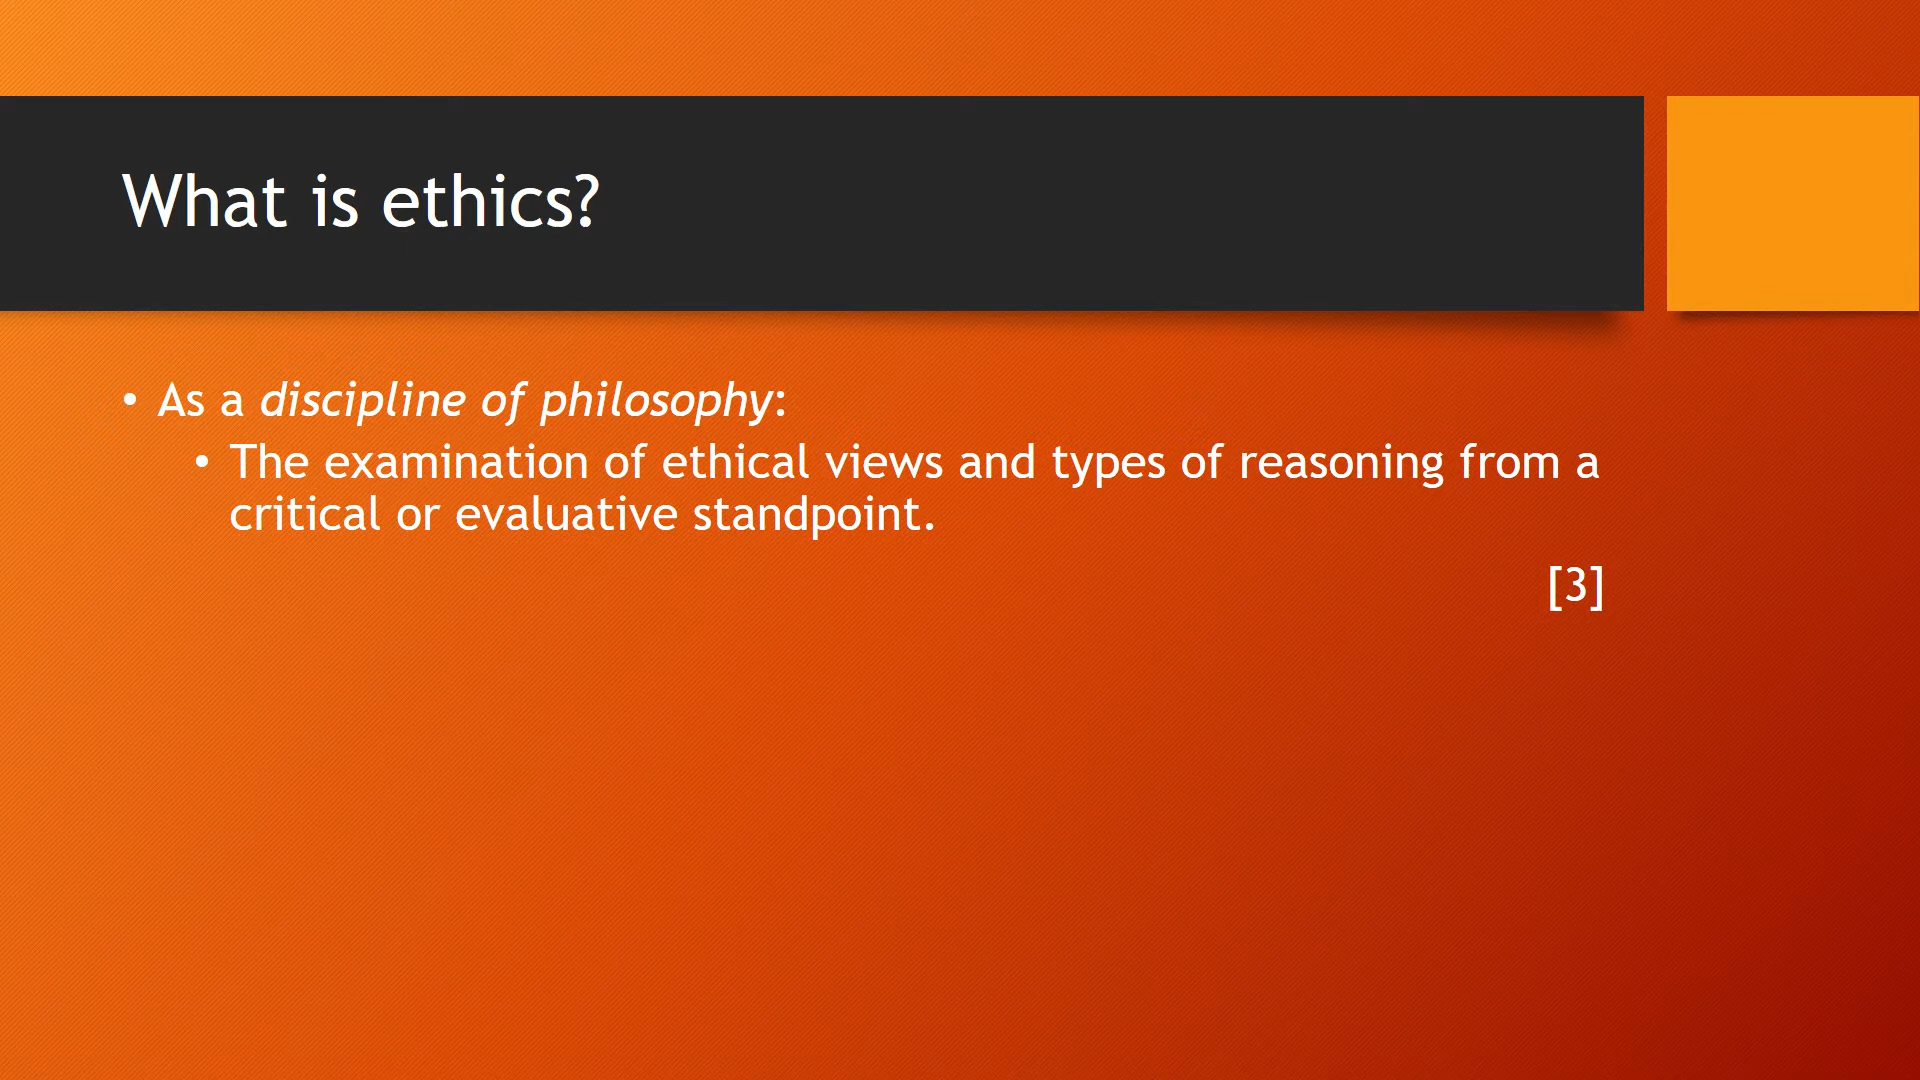 What is ethics?
• As a discipline of philosophy:
• The examination of ethical views and types of reasoning from a
critical or evaluative standpoint.
[3]